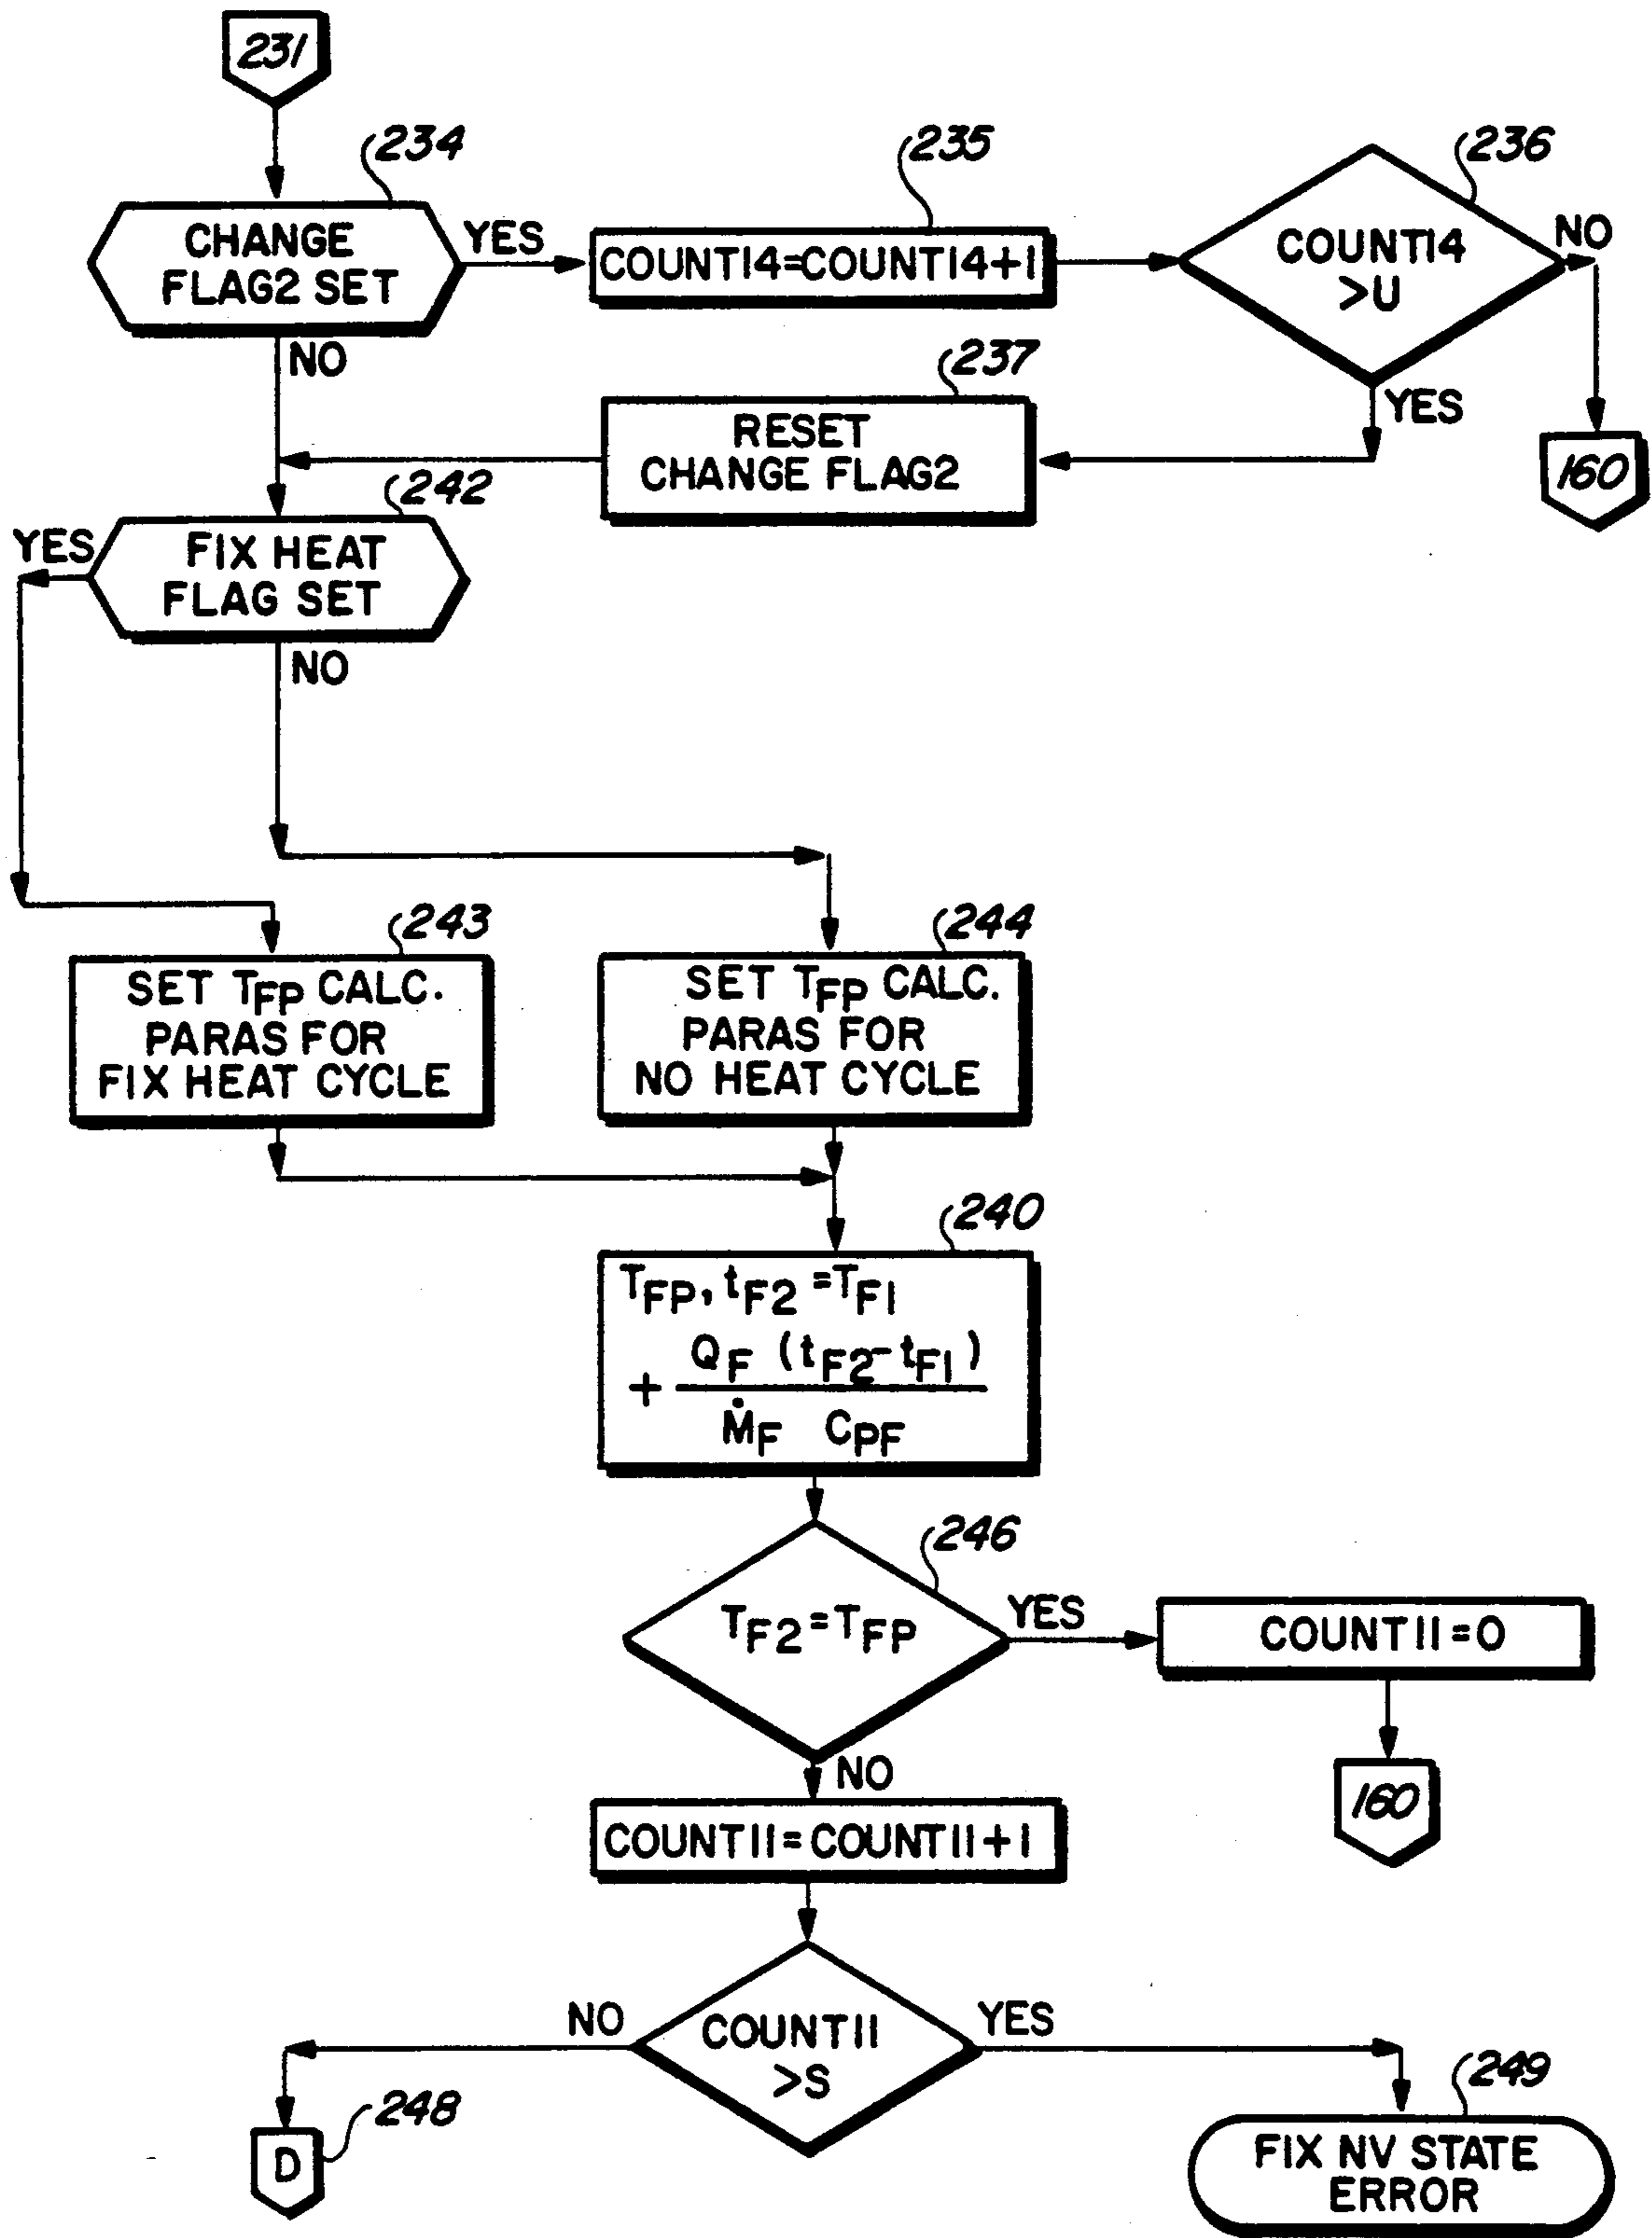 231
234
235
236
CHANGE
FLAG2 SET
YES
COUNT14=COUNT14+1
COUNT14
>U
NO
NO
237
YES
RESET
CHANGE FLAG2
160
242
YES
FIX HEAT
FLAG SET
NO
243
244
SET TFP CALC.
PARAS FOR
FIX HEAT CYCLE
SET TFP CALC.
PARAS FOR
NO HEAT CYCLE
240
TFP, tF2 = TF1
+ QF (tF2-tF1)
ṀF CPF
246
TF2=TFP
YES
COUNT11=0
NO
160
COUNT11=COUNT11+1
NO
COUNT11
>S
YES
248
D
249
FIX NV STATE
ERROR